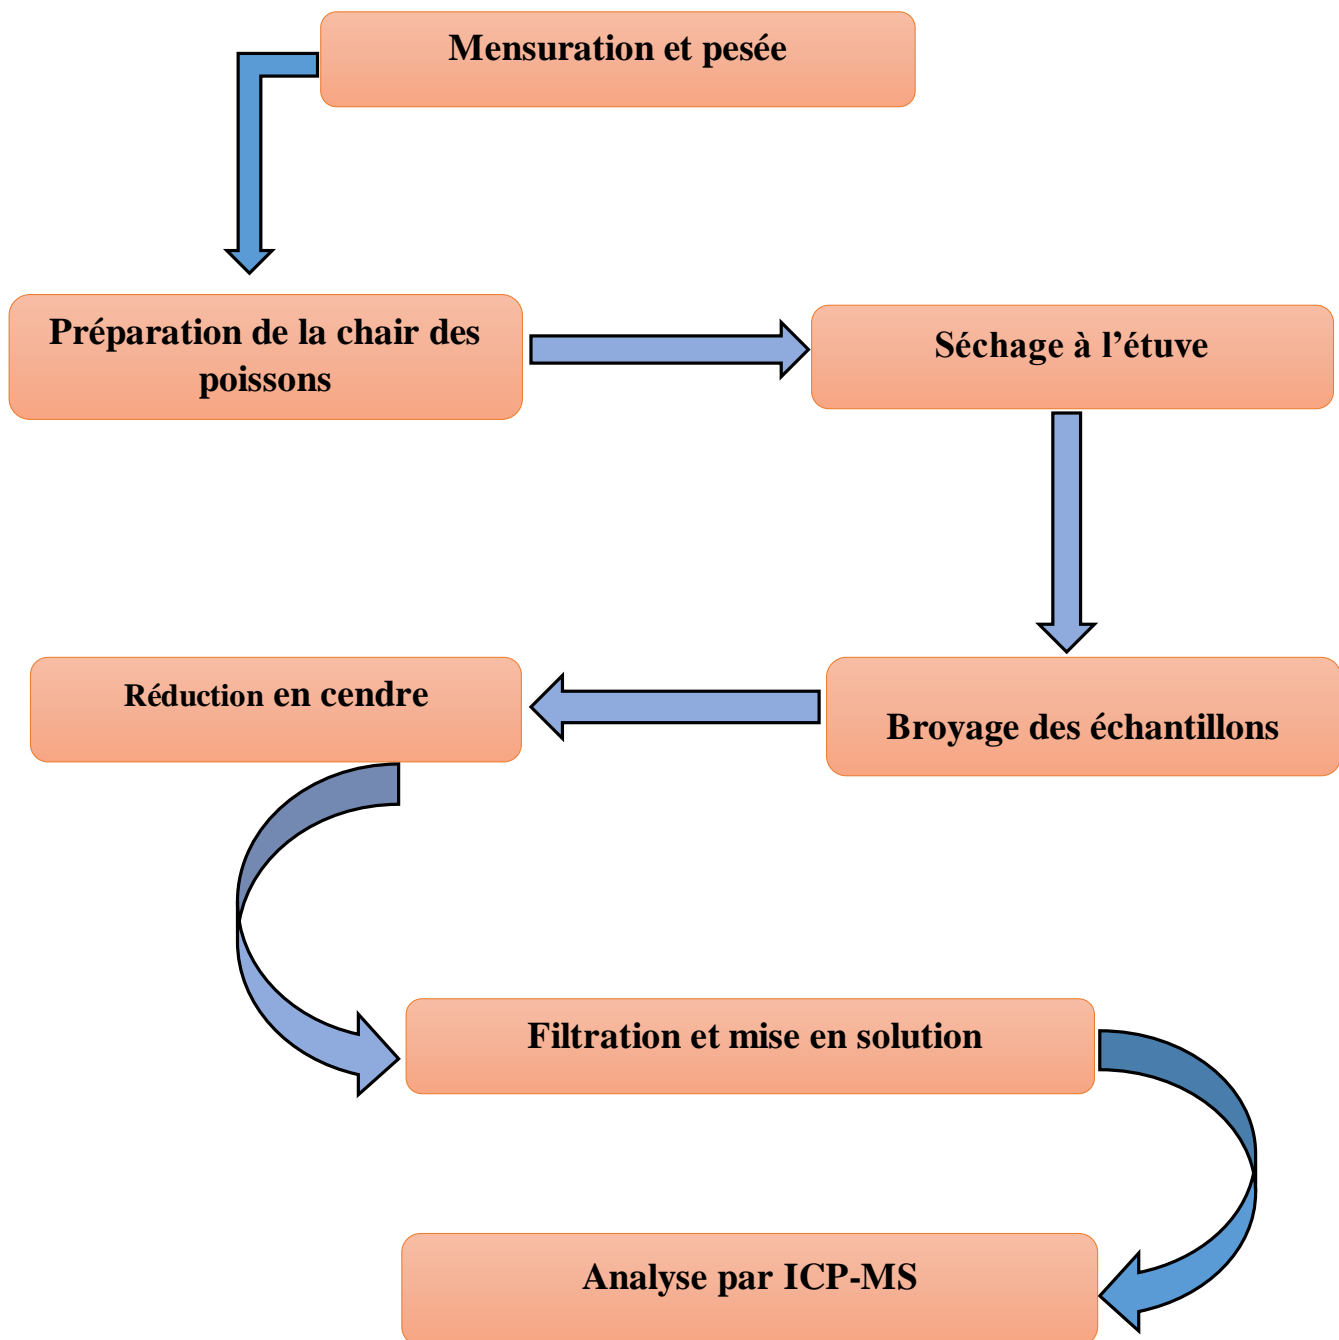 Mensuration et pesée
Préparation de la chair des
poissons
Séchage à l’étuve
Broyage des échantillons
Réduction en cendre
Filtration et mise en solution
Analyse par ICP-MS